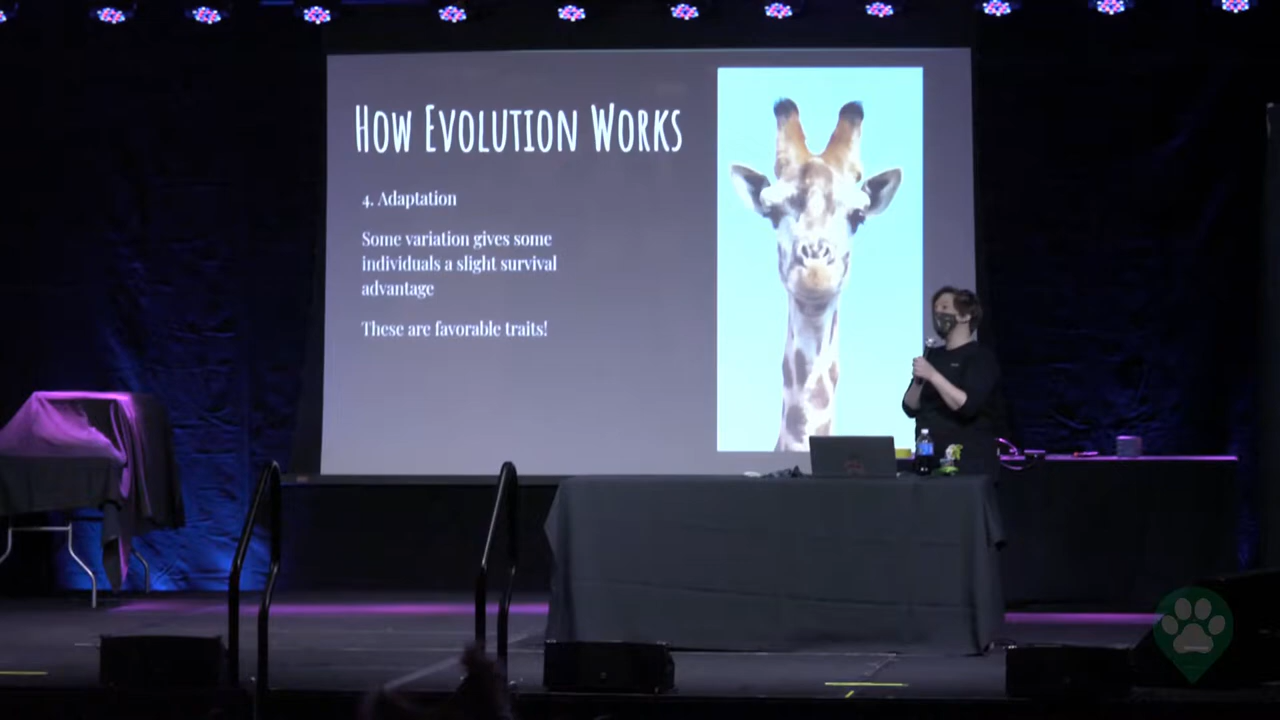 How Evolution Works
4. Adaptation
Some variation gives some
individuals a slight survival
advantage
These are favorable traits!